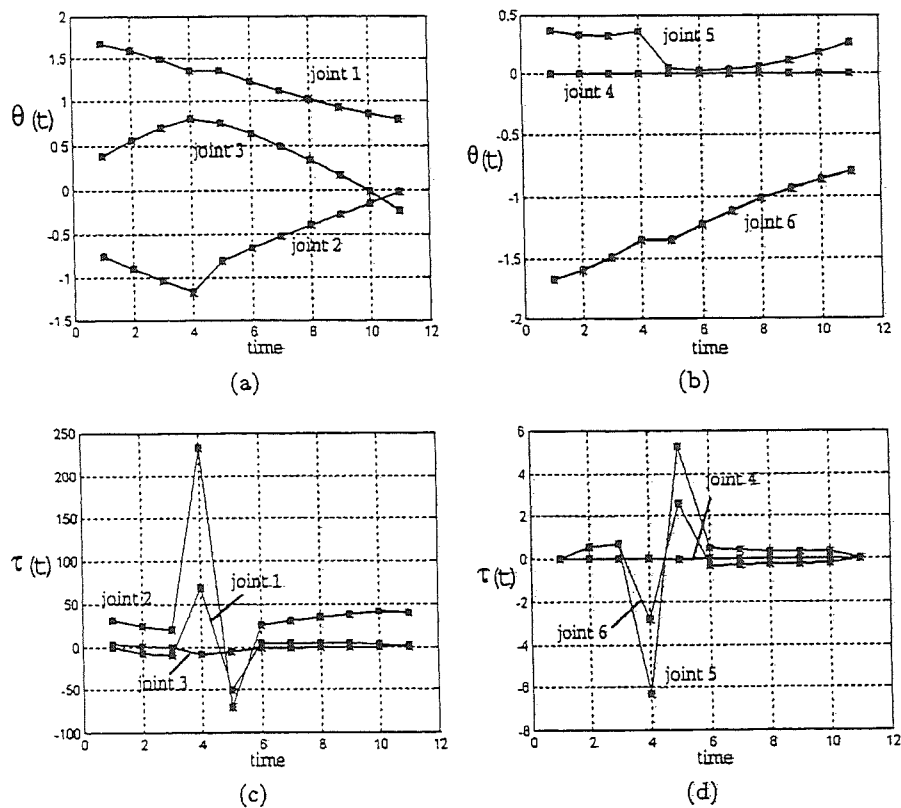 2
1.5
1
0.5
0
-0.5
-1
-1.5
θ(t)
joint 1
joint 3
joint 2
0 2 4 6 8 10 12
time
(a)
0.5
0
-0.5
-1
-1.5
-2
θ(t)
joint 5
joint 4
joint 6
0 2 4 6 8 10 12
time
(b)
250
200
150
100
50
0
-50
-100
τ(t)
joint 2
joint 1
joint 3
0 2 4 6 8 10 12
time
(c)
6
4
2
0
-2
-4
-6
-8
τ(t)
joint 4
joint 6
joint 5
0 2 4 6 8 10 12
time
(d)